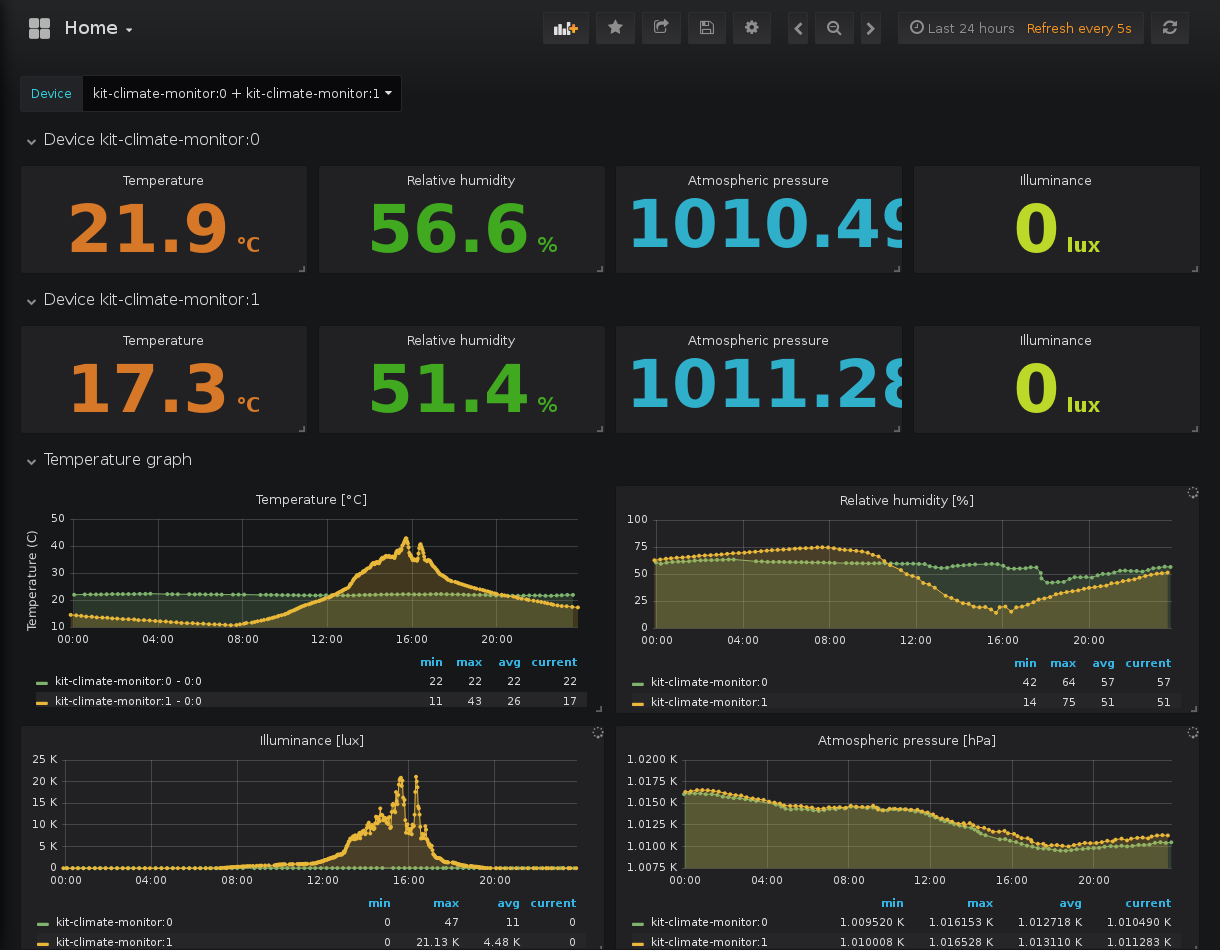 Home
Last 24 hours Refresh every 5s
Device kit-climate-monitor:0 + kit-climate-monitor:1
Device kit-climate-monitor:0
Temperature Relative humidity Atmospheric pressure Illuminance
21.9 °C 56.6 % 1010.49 0 lux
Device kit-climate-monitor:1
Temperature Relative humidity Atmospheric pressure Illuminance
17.3 °C 51.4 % 1011.28 0 lux
Temperature graph
Temperature [°C]
Temperature (C)
50
40
30
20
10
00:00 04:00 08:00 12:00 16:00 20:00
min max avg current
kit-climate-monitor:0 - 0:0 22 22 22 22
kit-climate-monitor:1 - 0:0 11 43 26 17
Relative humidity [%]
100
75
50
25
0
00:00 04:00 08:00 12:00 16:00 20:00
min max avg current
kit-climate-monitor:0 42 64 57 57
kit-climate-monitor:1 14 75 51 51
Illuminance [lux]
25 K
20 K
15 K
10 K
5 K
0
00:00 04:00 08:00 12:00 16:00 20:00
min max avg current
kit-climate-monitor:0 0 47 11 0
kit-climate-monitor:1 0 21.13 K 4.48 K 0
Atmospheric pressure [hPa]
1.0200 K
1.0175 K
1.0150 K
1.0125 K
1.0100 K
1.0075 K
00:00 04:00 08:00 12:00 16:00 20:00
min max avg current
kit-climate-monitor:0 1.009520 K 1.016153 K 1.012718 K 1.010490 K
kit-climate-monitor:1 1.010008 K 1.016528 K 1.013110 K 1.011283 K